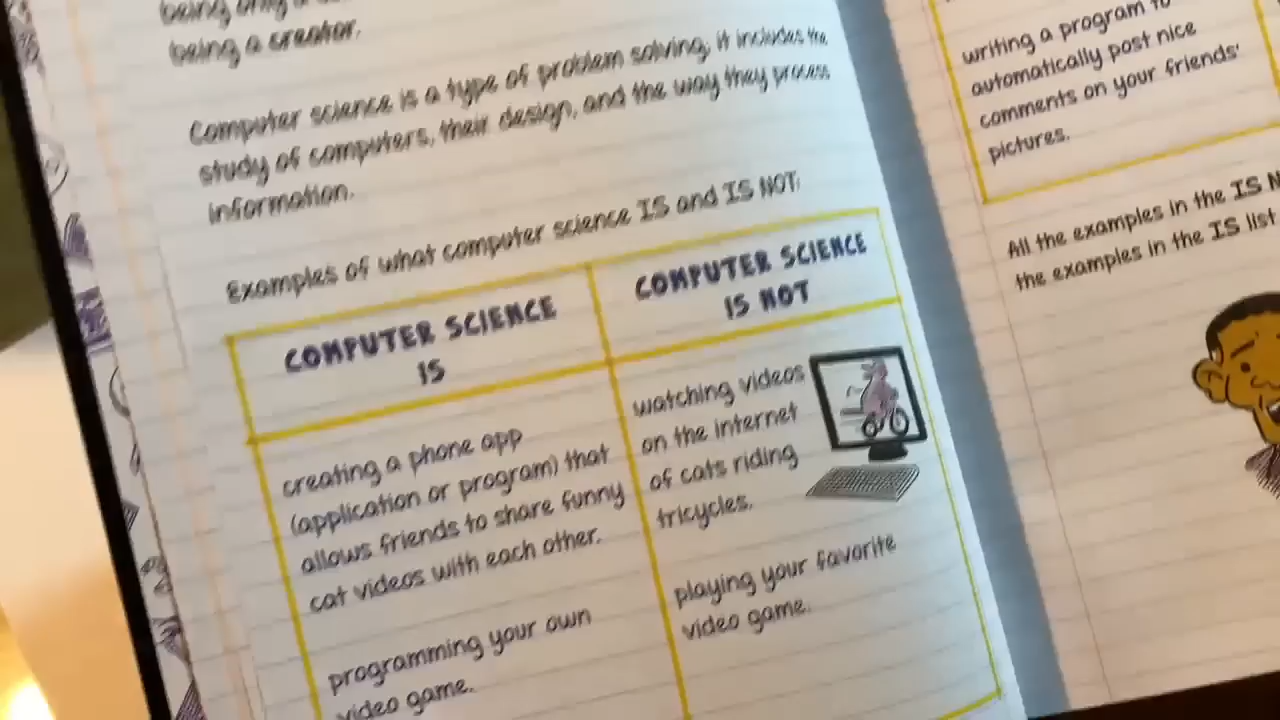 being only a
being a creator.
Computer science is a type of problem solving; it includes the
study of computers, their design, and the way they process
information.
Examples of what computer science IS and IS NOT:
COMPUTER SCIENCE
IS
creating a phone app
(application or program) that
allows friends to share funny
cat videos with each other.
programming your own
video game.
COMPUTER SCIENCE
IS NOT
watching videos
on the internet
of cats riding
tricycles.
playing your favorite
video game.
writing a program to
automatically post nice
comments on your friends'
pictures.
All the examples in the IS
the examples in the IS list